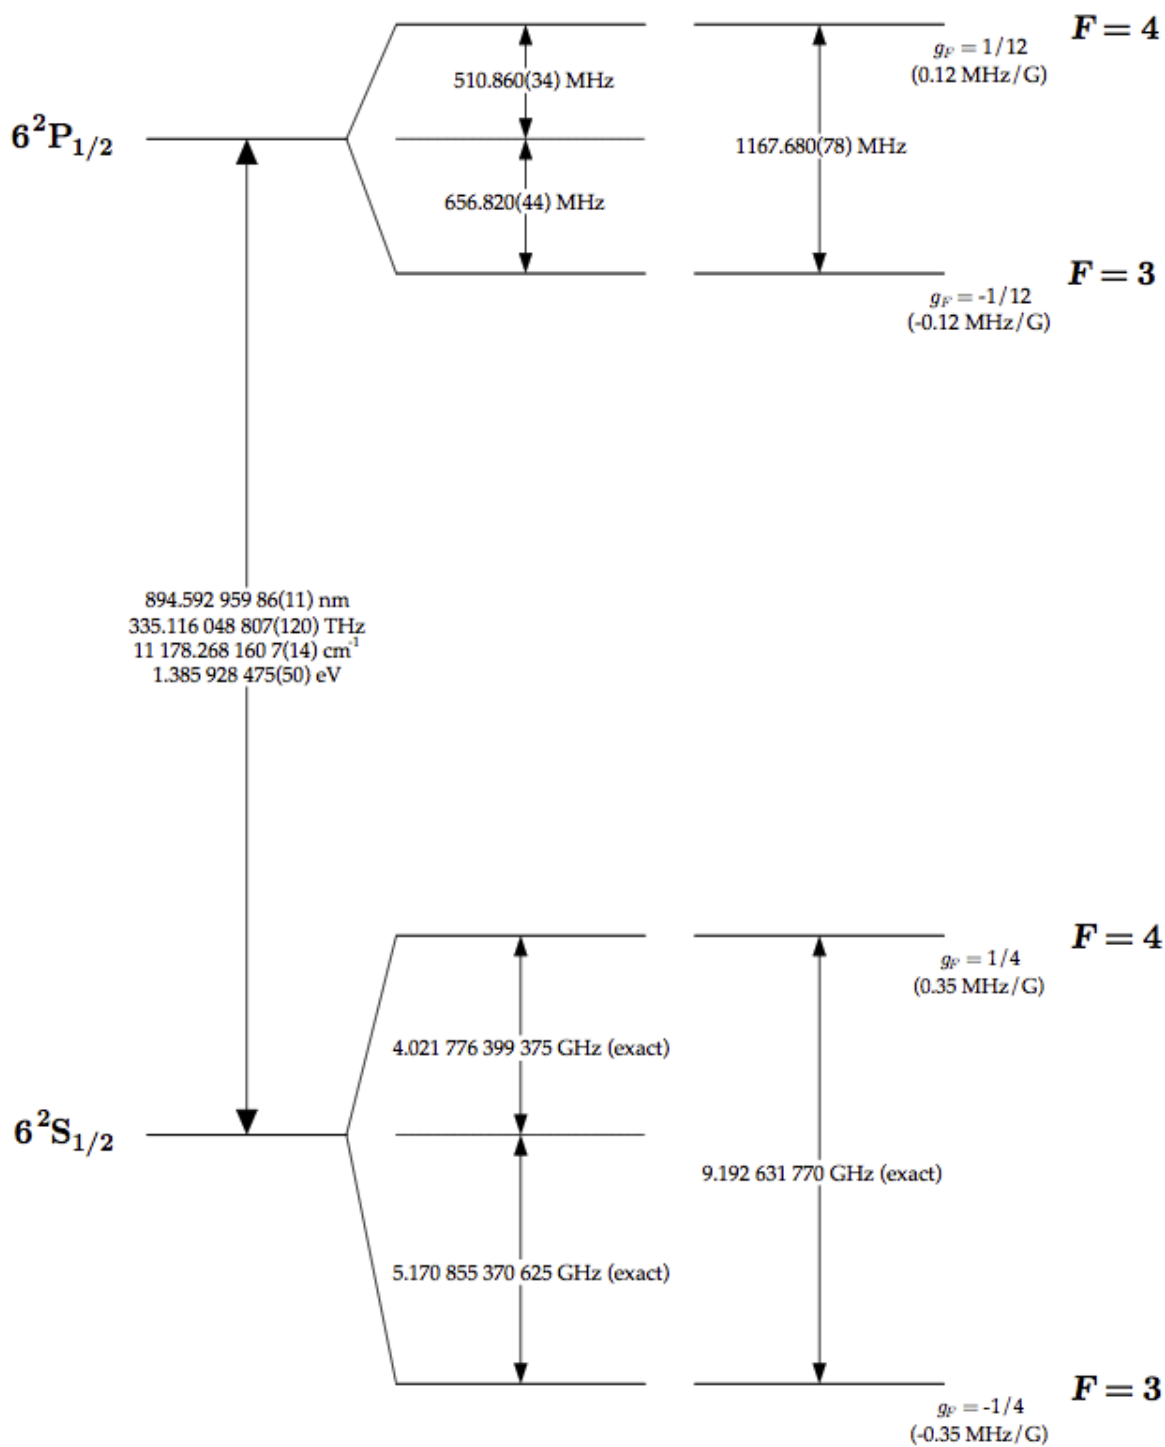 F = 4
g_F = 1/12
(0.12 MHz/G)
510.860(34) MHz
6²P₁/₂
1167.680(78) MHz
656.820(44) MHz
F = 3
g_F = -1/12
(-0.12 MHz/G)
894.592 959 86(11) nm
335.116 048 807(120) THz
11 178.268 160 7(14) cm⁻¹
1.385 928 475(50) eV
F = 4
g_F = 1/4
(0.35 MHz/G)
4.021 776 399 375 GHz (exact)
6²S₁/₂
9.192 631 770 GHz (exact)
5.170 855 370 625 GHz (exact)
F = 3
g_F = -1/4
(-0.35 MHz/G)